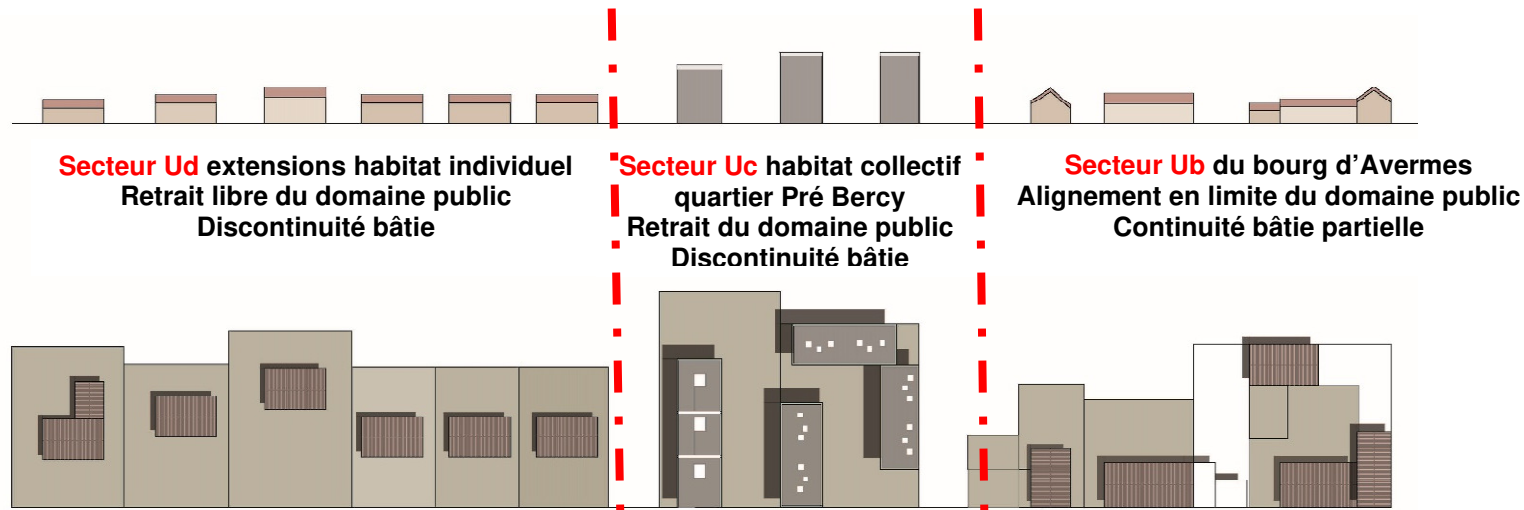 Secteur Ud extensions habitat individuel
Retrait libre du domaine public
Discontinuité bâtie
Secteur Uc habitat collectif
quartier Pré Bercy
Retrait du domaine public
Discontinuité bâtie
Secteur Ub du bourg d’Avermes
Alignement en limite du domaine public
Continuité bâtie partielle